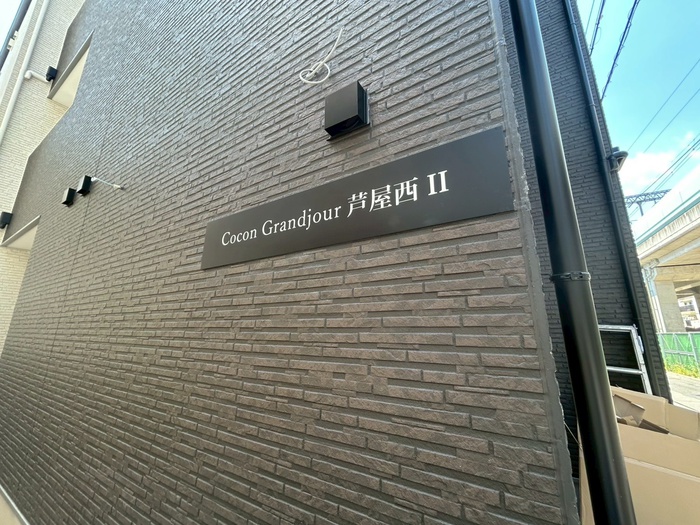 Cocon Grandjour 芦屋西 II